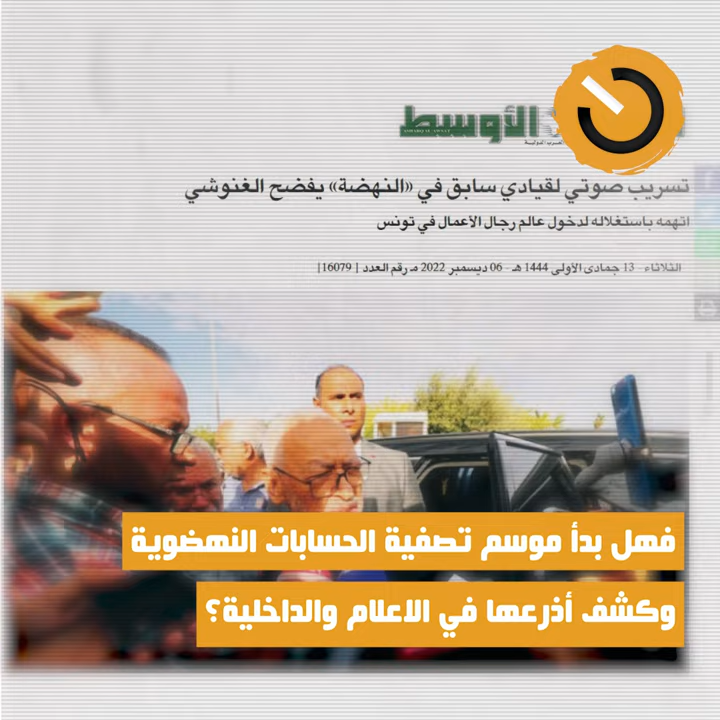 الأوسط
تسريب صوتي لقيادي سابق في «النهضة» يفضح الغنوشي
اتهمه باستغلاله لدخول عالم رجال الأعمال في تونس
الثلاثاء - 13 جمادى الأولى 1444 هـ - 06 ديسمبر 2022 مـ رقم العدد [16079]
فهل بدأ موسم تصفية الحسابات النهضوية
وكشف أذرعها في الاعلام والداخلية؟